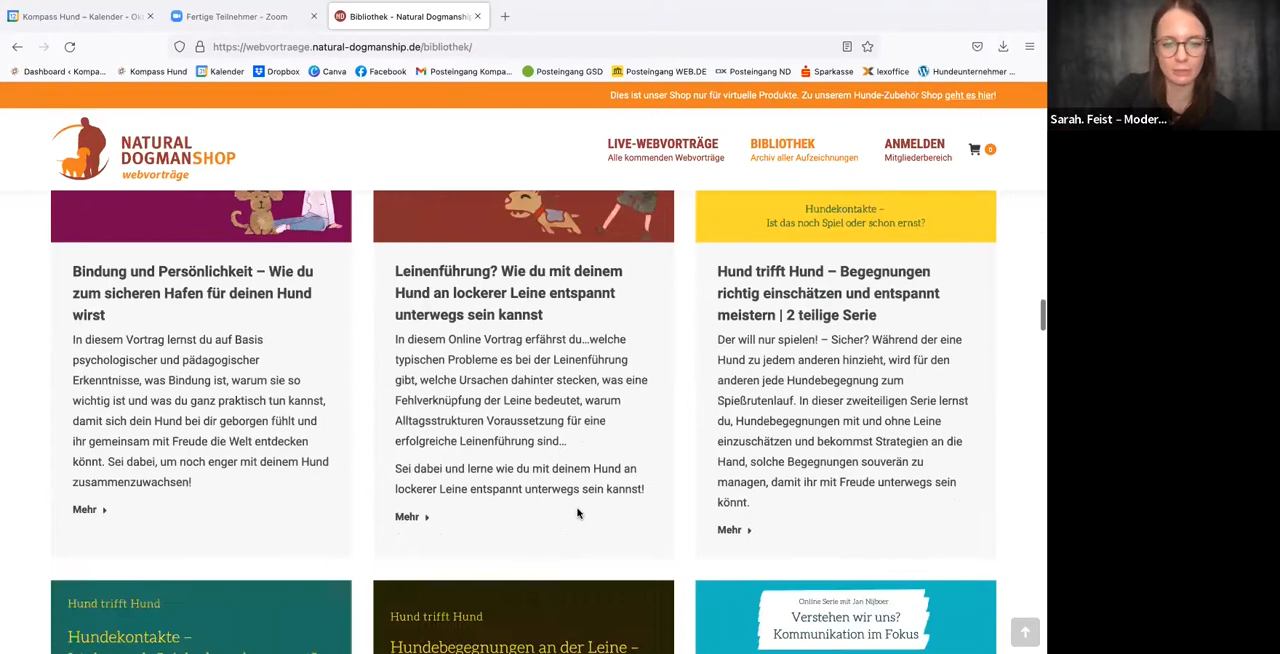 Kompass Hund – Kalender – Ok
Fertige Teilnehmer - Zoom
Bibliothek - Natural Dogmanship
https://webvortraege.natural-dogmanship.de/bibliothek/
Dashboard ‹ Kompa...
Kompass Hund
Kalender
Dropbox
Canva
Facebook
Posteingang Kompa...
Posteingang GSD
Posteingang WEB.DE
Posteingang ND
Sparkasse
lexoffice
Hundeunternehmer ...
Dies ist unser Shop nur für virtuelle Produkte. Zu unserem Hunde-Zubehör Shop geht es hier!
NATURAL
DOGMANSHOP
webvorträge
LIVE-WEBVORTRÄGE
Alle kommenden Webvorträge
BIBLIOTHEK
Archiv aller Aufzeichnungen
ANMELDEN
Mitgliederbereich
0
Sarah. Feist – Moder...
Bindung und Persönlichkeit – Wie du
zum sicheren Hafen für deinen Hund
wirst
In diesem Vortrag lernst du auf Basis
psychologischer und pädagogischer
Erkenntnisse, was Bindung ist, warum sie so
wichtig ist und was du ganz praktisch tun kannst,
damit sich dein Hund bei dir geborgen fühlt und
ihr gemeinsam mit Freude die Welt entdecken
könnt. Sei dabei, um noch enger mit deinem Hund
zusammenzuwachsen!
Mehr
Leinenführung? Wie du mit deinem
Hund an lockerer Leine entspannt
unterwegs sein kannst
In diesem Online Vortrag erfährst du...welche
typischen Probleme es bei der Leinenführung
gibt, welche Ursachen dahinter stecken, was eine
Fehlverknüpfung der Leine bedeutet, warum
Alltagsstrukturen Voraussetzung für eine
erfolgreiche Leinenführung sind...
Sei dabei und lerne wie du mit deinem Hund an
lockerer Leine entspannt unterwegs sein kannst!
Mehr
Hundekontakte –
Ist das noch Spiel oder schon ernst?
Hund trifft Hund – Begegnungen
richtig einschätzen und entspannt
meistern | 2 teilige Serie
Der will nur spielen! – Sicher? Während der eine
Hund zu jedem anderen hinzieht, wird für den
anderen jede Hundebegegnung zum
Spießrutenlauf. In dieser zweiteiligen Serie lernst
du, Hundebegegnungen mit und ohne Leine
einzuschätzen und bekommst Strategien an die
Hand, solche Begegnungen souverän zu
managen, damit ihr mit Freude unterwegs sein
könnt.
Mehr
Hund trifft Hund
Hundekontakte –
Hund trifft Hund
Hundebegegnungen an der Leine –
Online Serie mit Jan Nijboer
Verstehen wir uns?
Kommunikation im Fokus